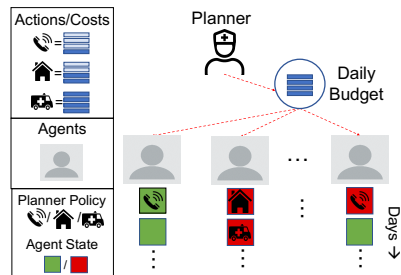 Actions/Costs
=
=
=
Agents
Planner Policy
/ /
Agent State
/
Planner
Daily
Budget
...
...
Days →